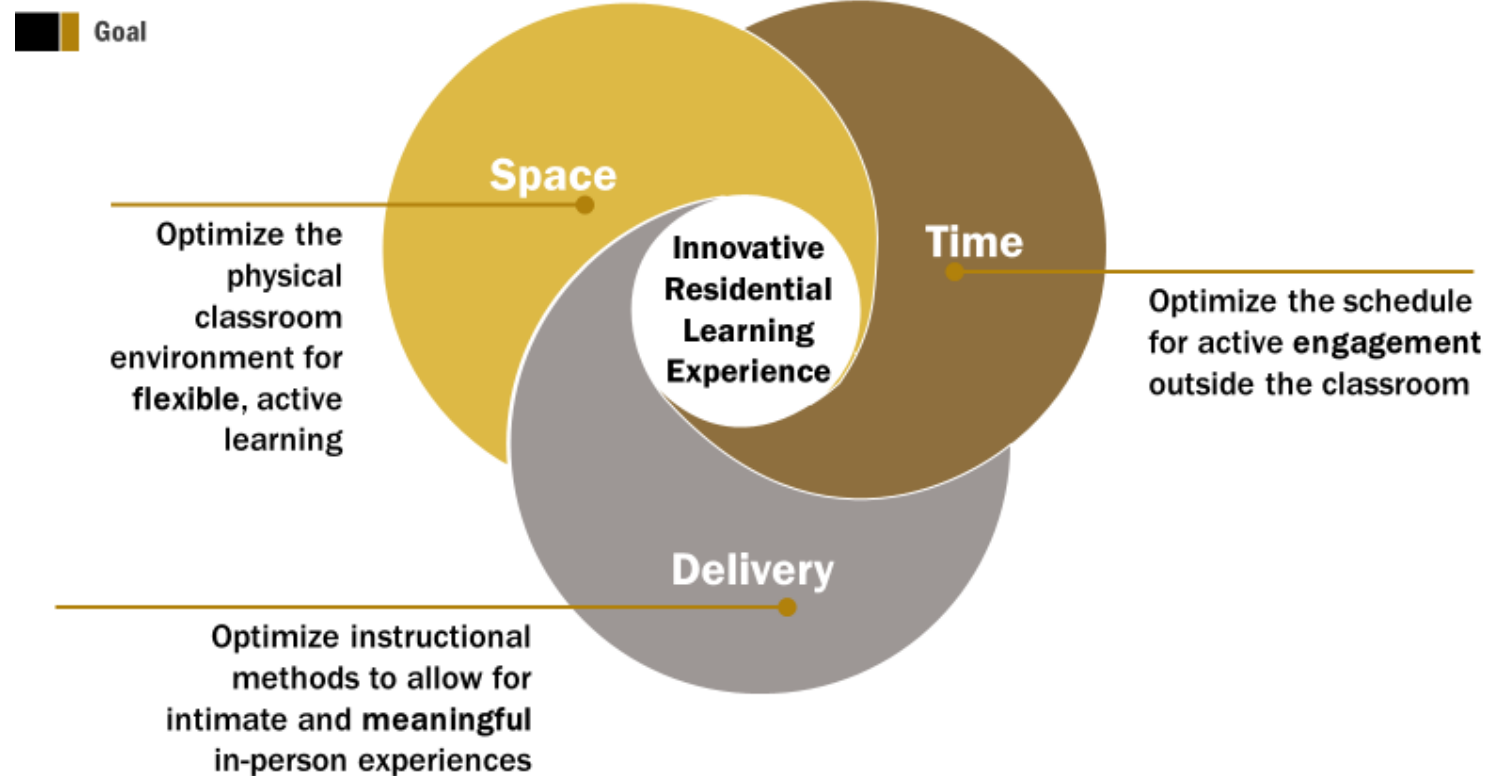 Goal
Space
Optimize the
physical
classroom
environment for
flexible, active
learning
Innovative
Residential
Learning
Experience
Time
Optimize the schedule
for active engagement
outside the classroom
Delivery
Optimize instructional
methods to allow for
intimate and meaningful
in-person experiences